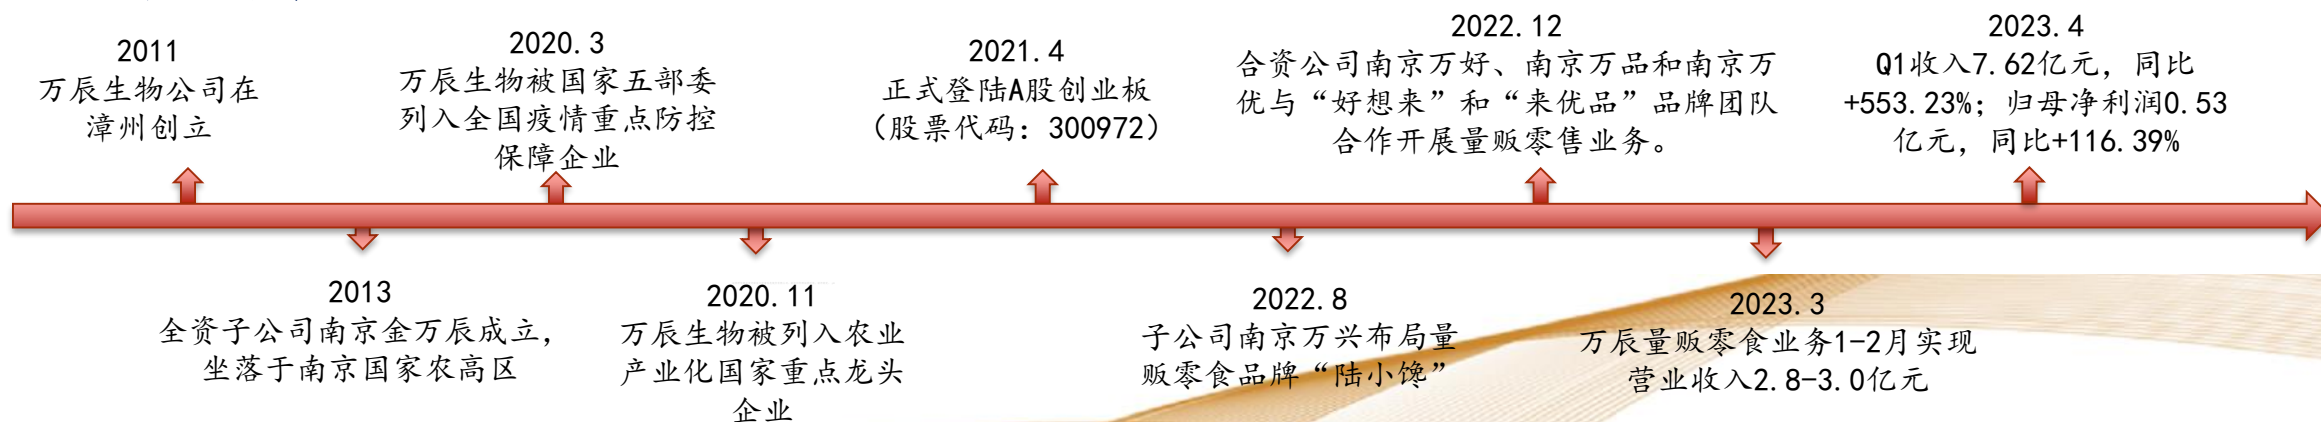 2011
万辰生物公司在
漳州创立
2013
全资子公司南京金万辰成立，
坐落于南京国家农高区
2020.3
万辰生物被国家五部委
列入全国疫情重点防控
保障企业
2020.11
万辰生物被列入农业
产业化国家重点龙头
企业
2021.4
正式登陆A股创业板
（股票代码：300972）
2022.8
子公司南京万兴布局量
贩零食品牌“陆小馋”
2022.12
合资公司南京万好、南京万品和南京万
优与“好想来”和“来优品”品牌团队
合作开展量贩零售业务。
2023.3
万辰量贩零食业务1-2月实现
营业收入2.8-3.0亿元
2023.4
Q1收入7.62亿元，同比
+553.23%；归母净利润0.53
亿元，同比+116.39%